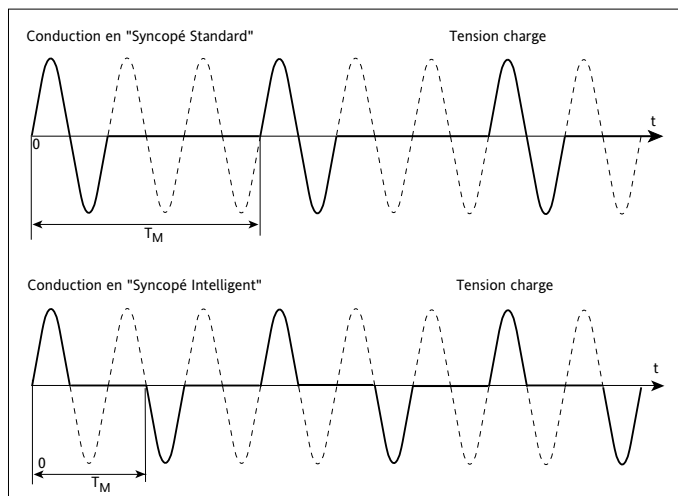 Conduction en "Syncopé Standard" Tension charge
t
0
TM
Conduction en "Syncopé Intelligent" Tension charge
t
0
TM